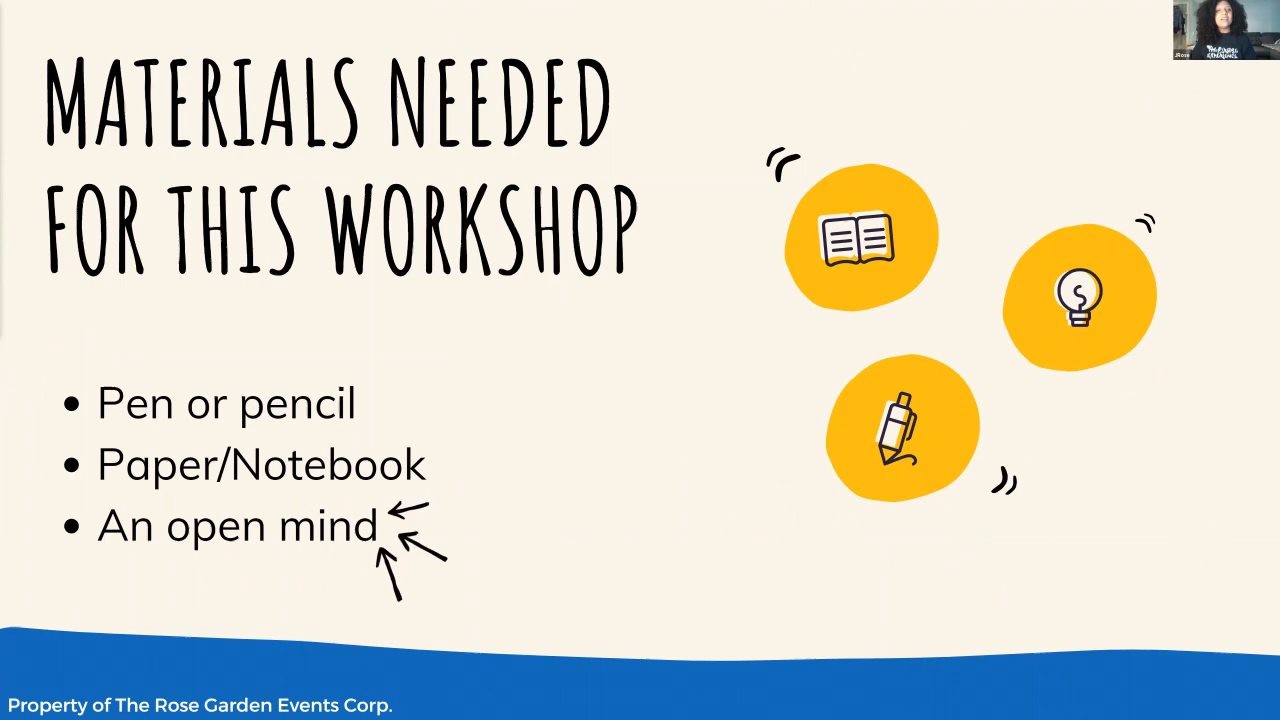 MATERIALS NEEDED
FOR THIS WORKSHOP
• Pen or pencil
• Paper/Notebook
• An open mind
Property of The Rose Garden Events Corp.
JRose